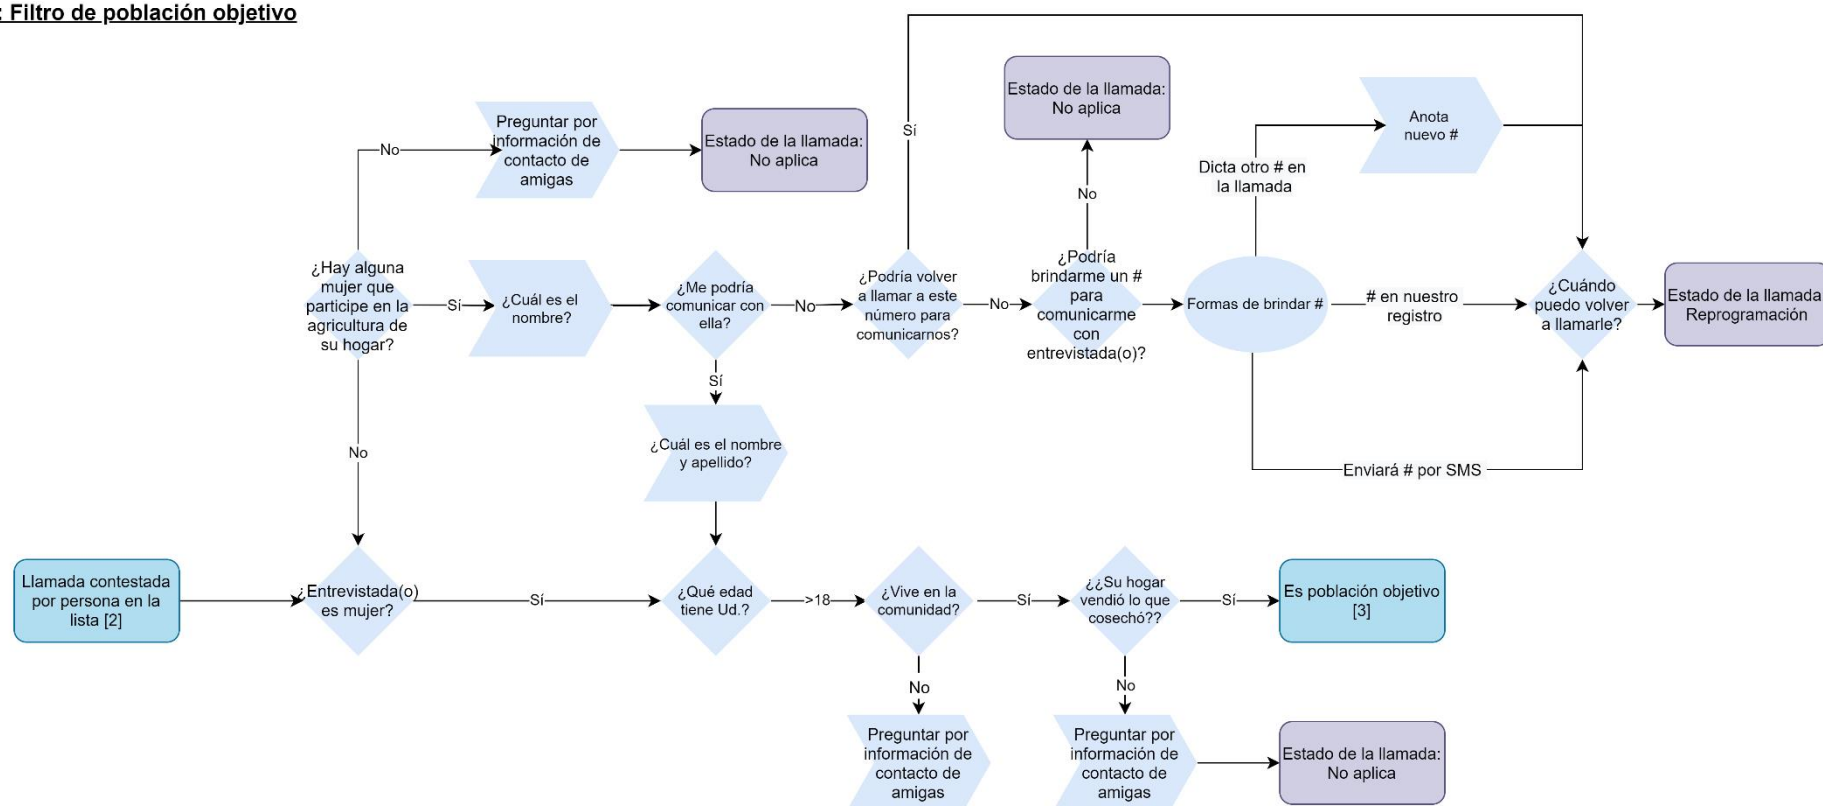 : Filtro de población objetivo
No
Preguntar por
información de
contacto de
amigas
Estado de la llamada:
No aplica
Sí
Estado de la llamada:
No aplica
No
Dicta otro # en
la llamada
Anota
nuevo #
¿Hay alguna
mujer que
participe en la
agricultura de
su hogar?
Sí
¿Cuál es el
nombre?
¿Me podría
comunicar con
ella?
No
¿Podría volver
a llamar a este
número para
comunicarnos?
No
¿Podría
brindarme un #
para
comunicarme
con
entrevistada(o)?
Formas de brindar #
# en nuestro
registro
¿Cuándo
puedo volver
a llamarle?
Estado de la llamada
Reprogramación
Sí
No
¿Cuál es el nombre
y apellido?
Enviará # por SMS
Llamada contestada
por persona en la
lista [2]
¿Entrevistada(o)
es mujer?
Sí
¿Qué edad
tiene Ud.?
>18
¿Vive en la
comunidad?
Sí
¿¿Su hogar
vendió lo que
cosechó??
Sí
Es población objetivo
[3]
No
No
Preguntar por
información de
contacto de
amigas
Preguntar por
información de
contacto de
amigas
Estado de la llamada:
No aplica